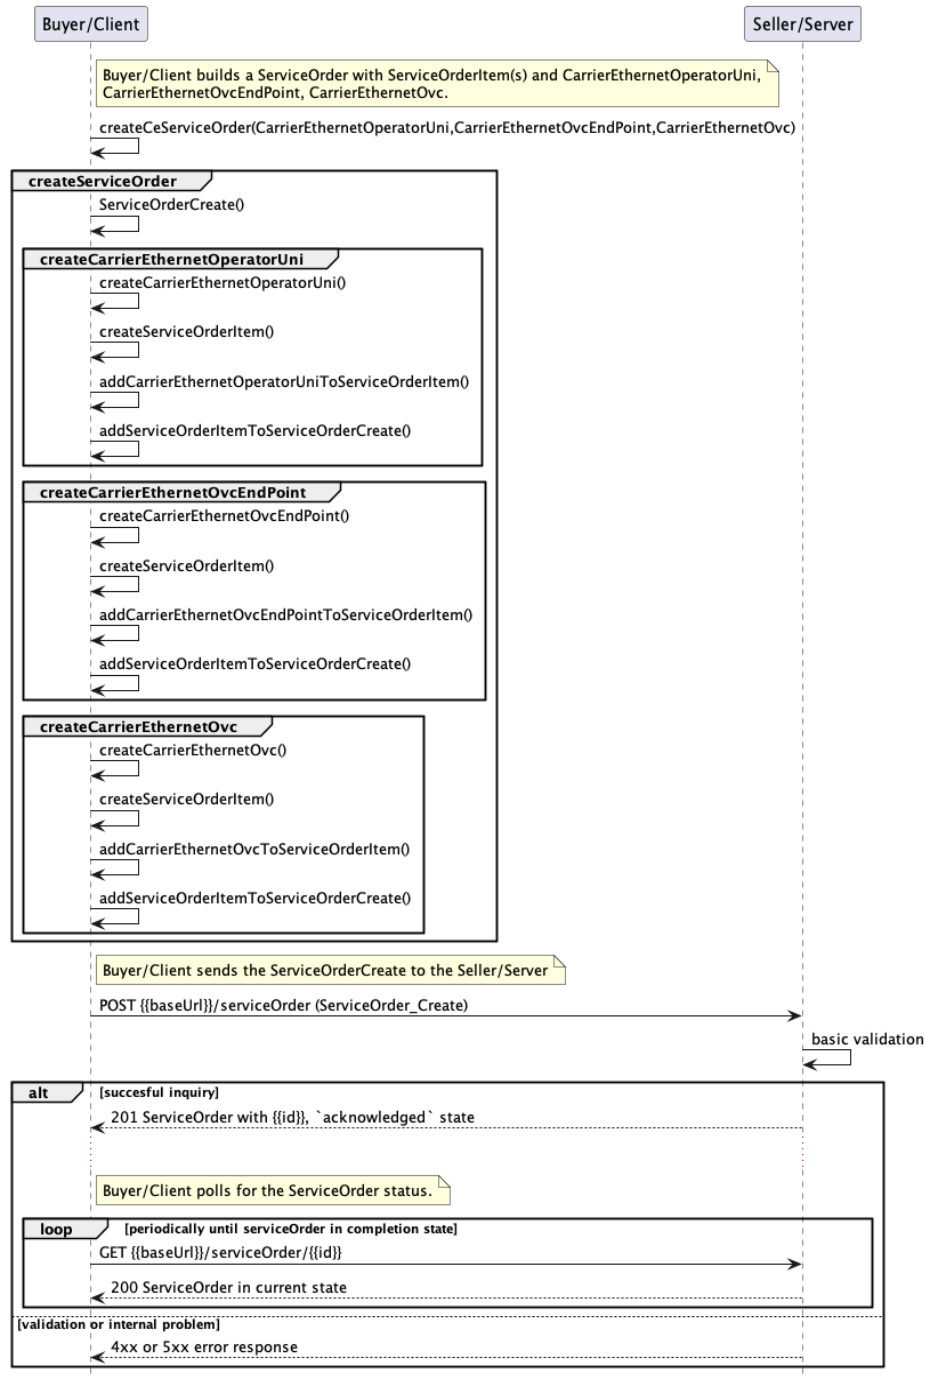 Buyer/Client
Seller/Server
Buyer/Client builds a ServiceOrder with ServiceOrderItem(s) and CarrierEthernetOperatorUni,
CarrierEthernetOvcEndPoint, CarrierEthernetOvc.
createCeServiceOrder(CarrierEthernetOperatorUni,CarrierEthernetOvcEndPoint,CarrierEthernetOvc)
createServiceOrder
ServiceOrderCreate()
createCarrierEthernetOperatorUni
createCarrierEthernetOperatorUni()
createServiceOrderItem()
addCarrierEthernetOperatorUniToServiceOrderItem()
addServiceOrderItemToServiceOrderCreate()
createCarrierEthernetOvcEndPoint
createCarrierEthernetOvcEndPoint()
createServiceOrderItem()
addCarrierEthernetOvcEndPointToServiceOrderItem()
addServiceOrderItemToServiceOrderCreate()
createCarrierEthernetOvc
createCarrierEthernetOvc()
createServiceOrderItem()
addCarrierEthernetOvcToServiceOrderItem()
addServiceOrderItemToServiceOrderCreate()
Buyer/Client sends the ServiceOrderCreate to the Seller/Server
POST {{baseUrl}}/serviceOrder (ServiceOrder_Create)
basic validation
alt [succesful inquiry]
201 ServiceOrder with {{id}}, `acknowledged` state
Buyer/Client polls for the ServiceOrder status.
loop [periodically until serviceOrder in completion state]
GET {{baseUrl}}/serviceOrder/{{id}}
200 ServiceOrder in current state
[validation or internal problem]
4xx or 5xx error response